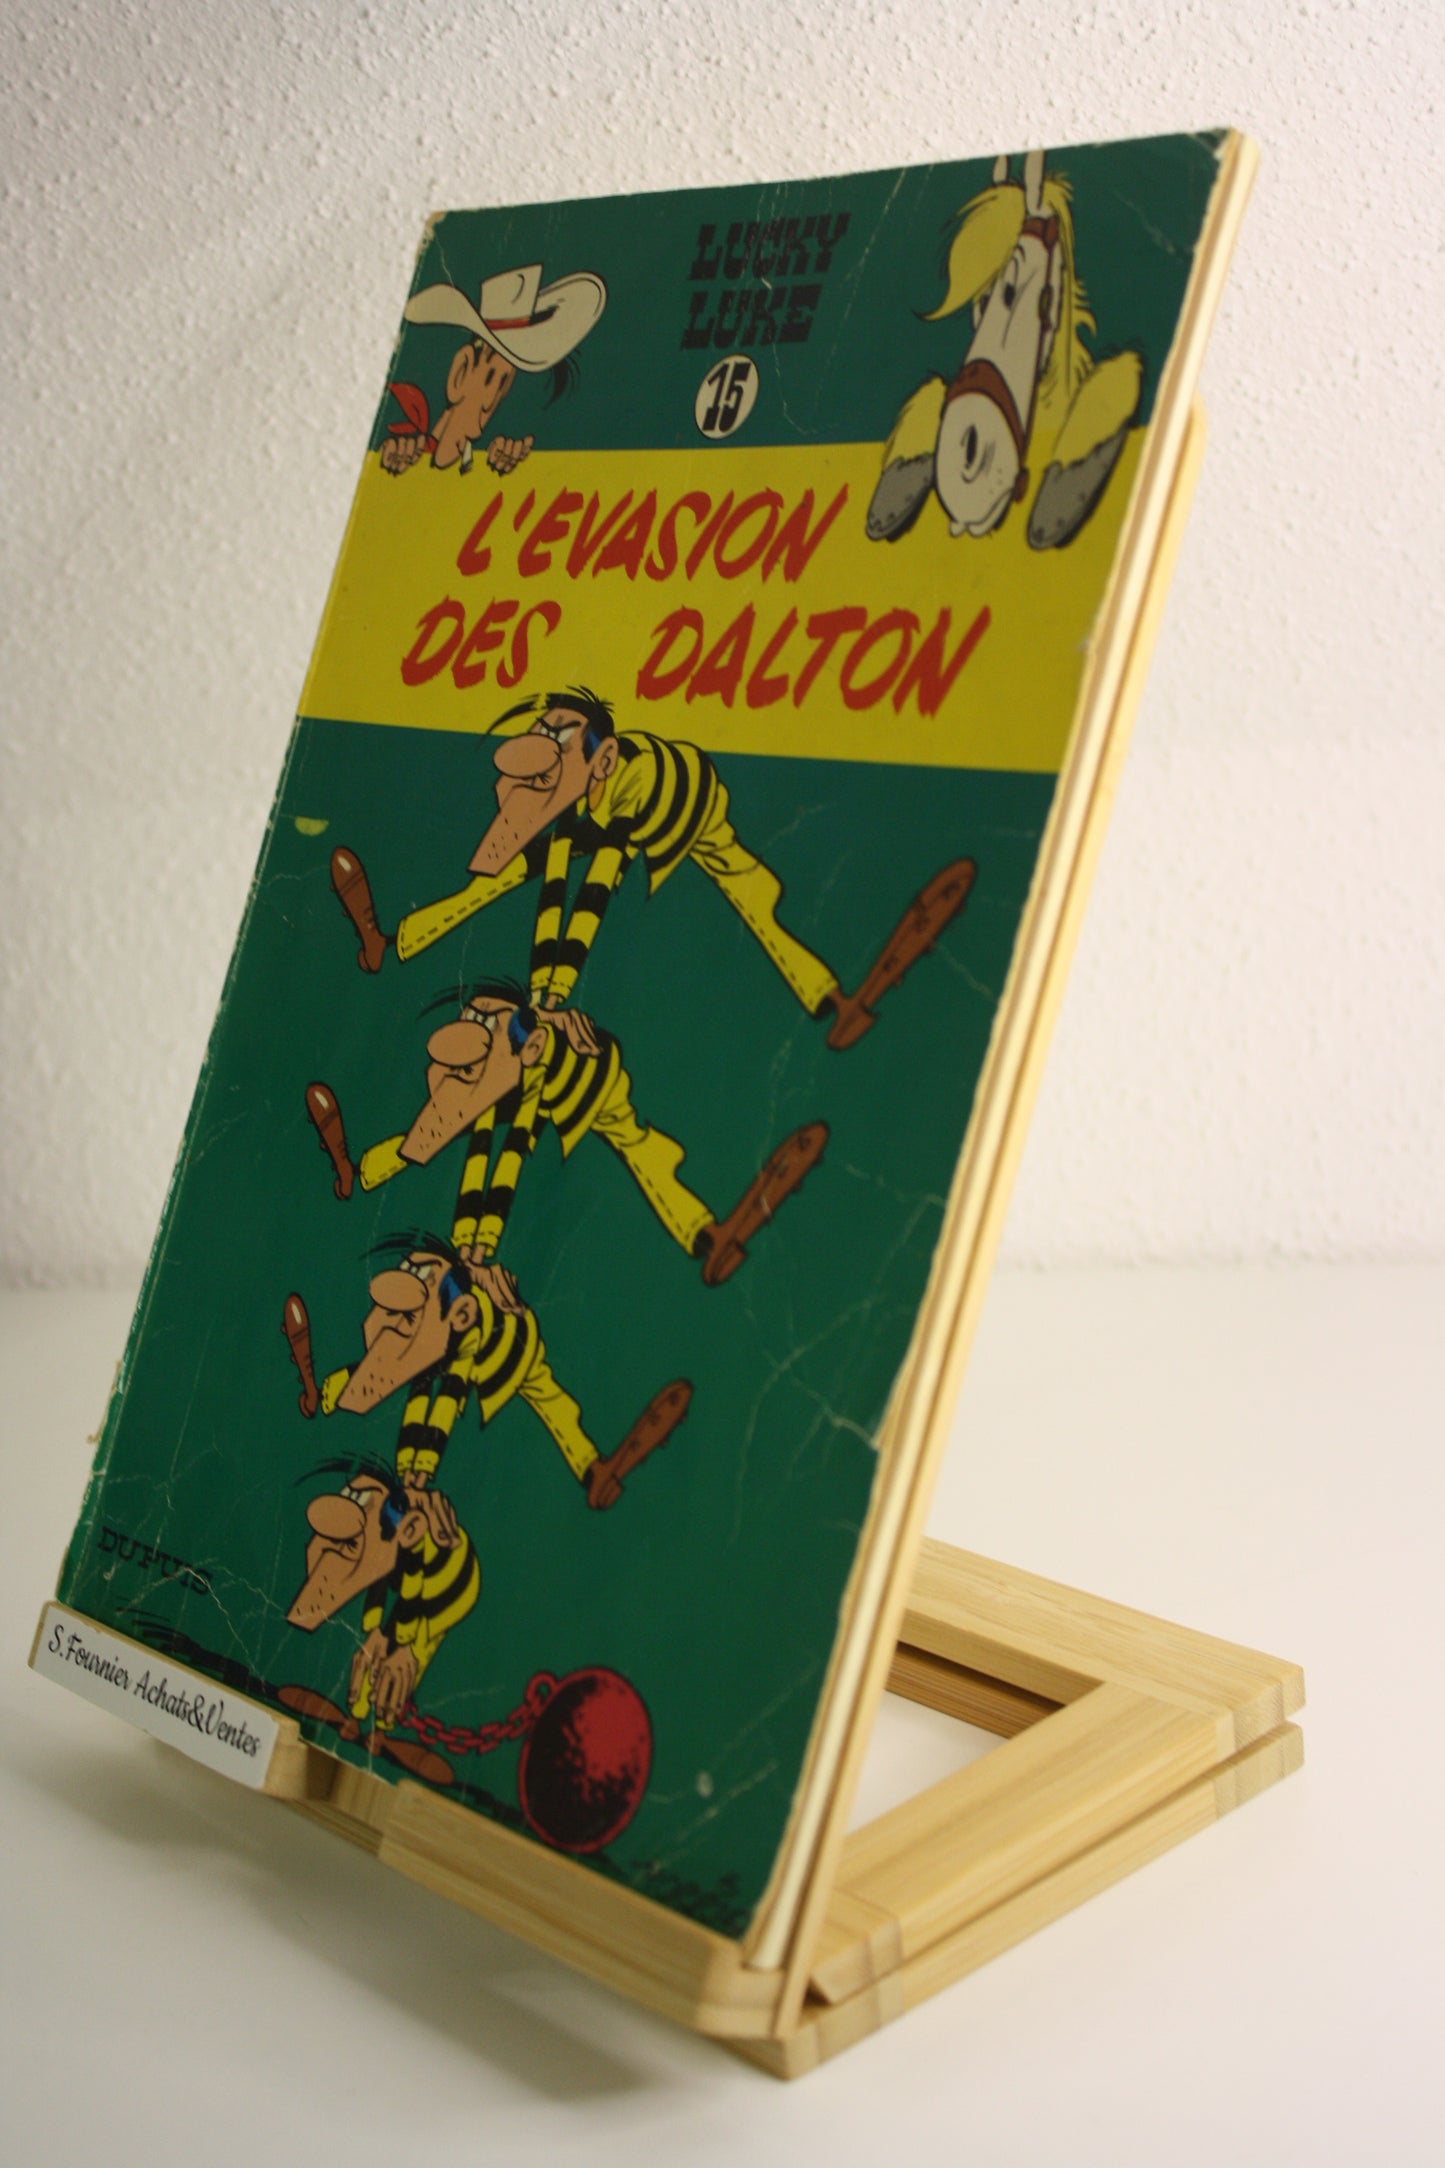 LUCKY
LUKE
15
L'EVASION
DES DALTON
DUPUIS
S.Fournier Achats&Ventes